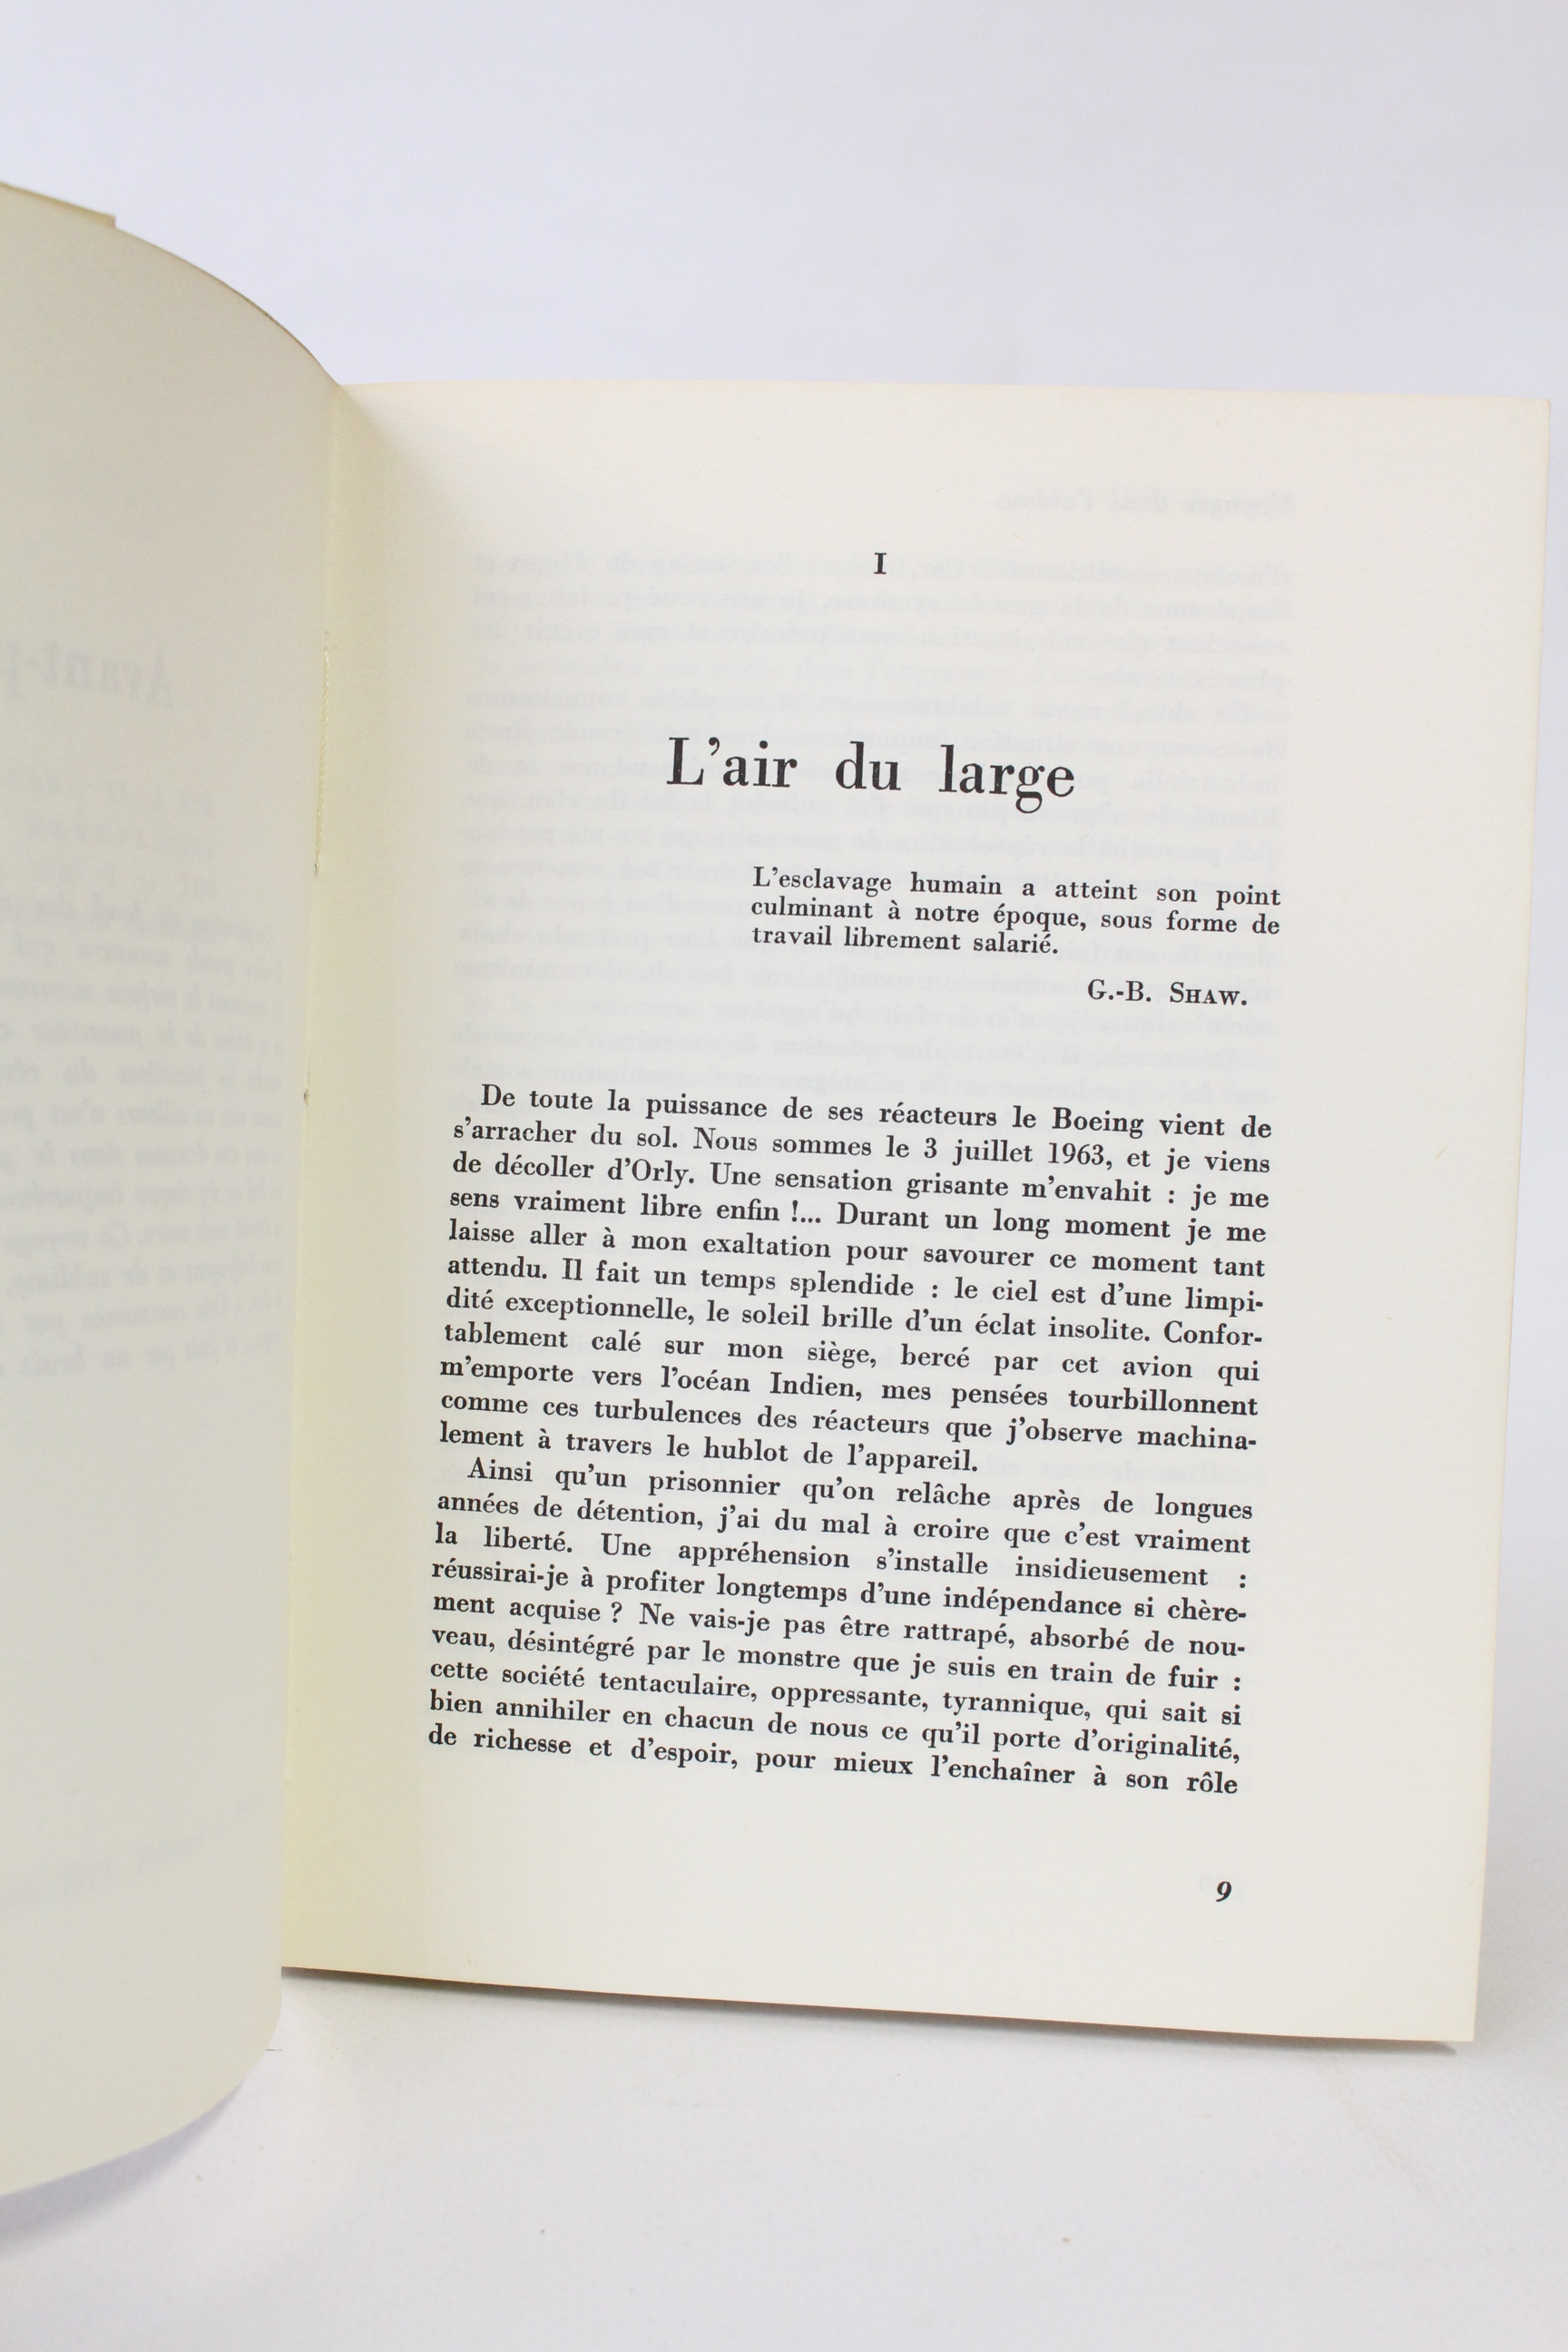 I
L'air du large
L'esclavage humain a atteint son point
culminant à notre époque, sous forme de
travail librement salarié.
G.-B. SHAW.
De toute la puissance de ses réacteurs le Boeing vient de
s'arracher du sol. Nous sommes le 3 juillet 1963, et je viens
de décoller d'Orly. Une sensation grisante m'envahit : je me
sens vraiment libre enfin !... Durant un long moment je me
laisse aller à mon exaltation pour savourer ce moment tant
attendu. Il fait un temps splendide : le ciel est d'une limpi-
dité exceptionnelle, le soleil brille d'un éclat insolite. Confor-
tablement calé sur mon siège, bercé par cet avion qui
m'emporte vers l'océan Indien, mes pensées tourbillonnent
comme ces turbulences des réacteurs que j'observe machina-
lement à travers le hublot de l'appareil.
Ainsi qu'un prisonnier qu'on relâche après de longues
années de détention, j'ai du mal à croire que c'est vraiment
la liberté. Une appréhension s'installe insidieusement :
réussirai-je à profiter longtemps d'une indépendance si chère-
ment acquise ? Ne vais-je pas être rattrapé, absorbé de nou-
veau, désintégré par le monstre que je suis en train de fuir :
cette société tentaculaire, oppressante, tyrannique, qui sait si
bien annihiler en chacun de nous ce qu'il porte d'originalité,
de richesse et d'espoir, pour mieux l'enchaîner à son rôle
9